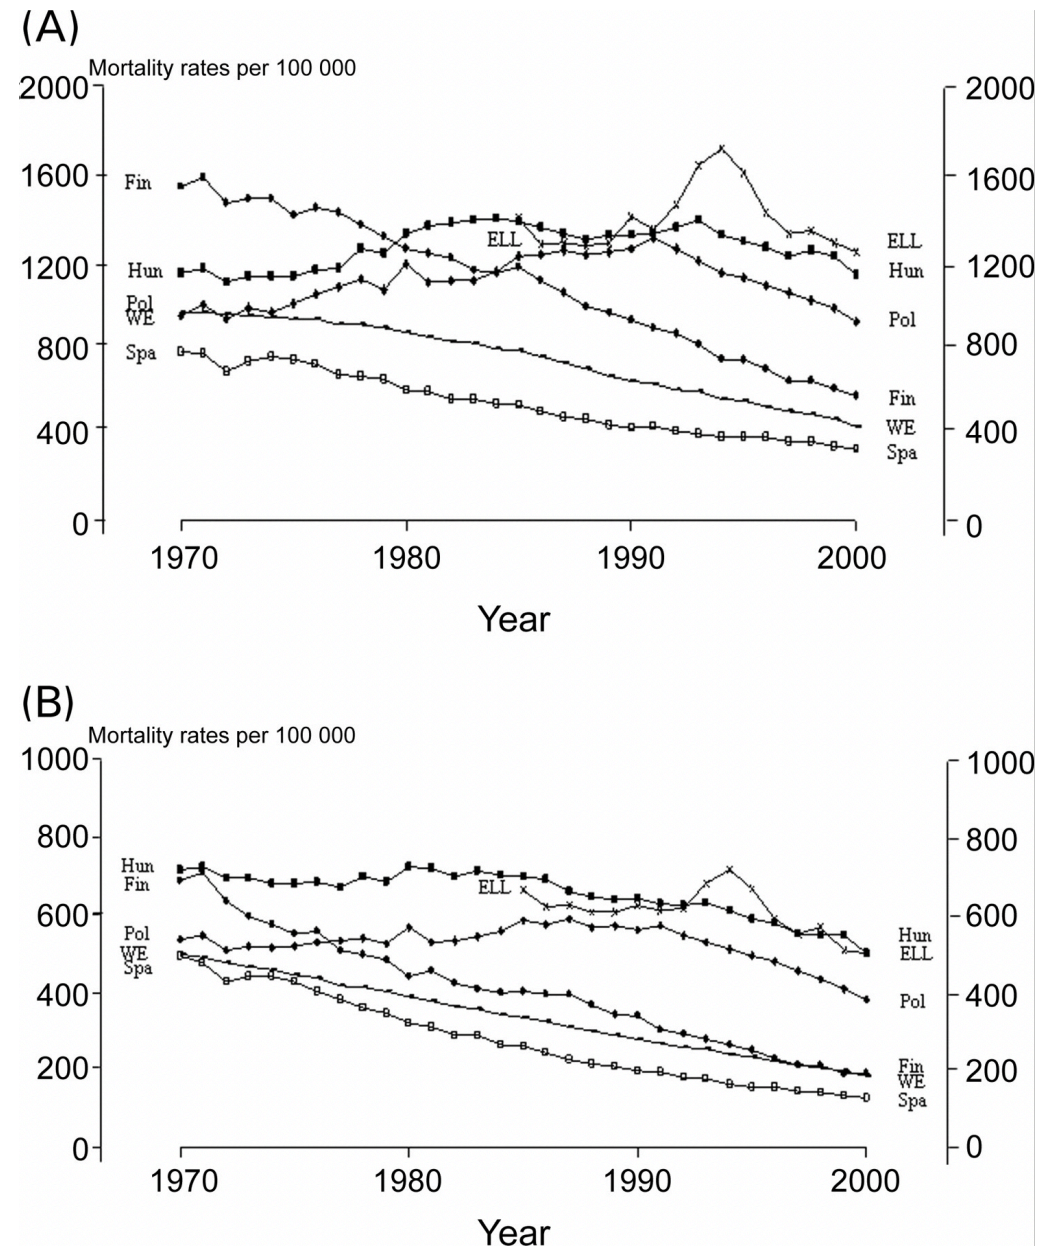 (A)
Mortality rates per 100 000
2000 2000
1600 1600
Fin
ELL ELL
Hun 1200 1200 Hun
Pol
WE Pol
800 800
Spa
Fin
400 400 WE
Spa
0 0
1970 1980 1990 2000
Year
(B)
Mortality rates per 100 000
1000 1000
800 800
Hun
Fin ELL
600 600
Pol Hun
WE ELL
Spa
400 400 Pol
200 200 Fin
WE
Spa
0 0
1970 1980 1990 2000
Year